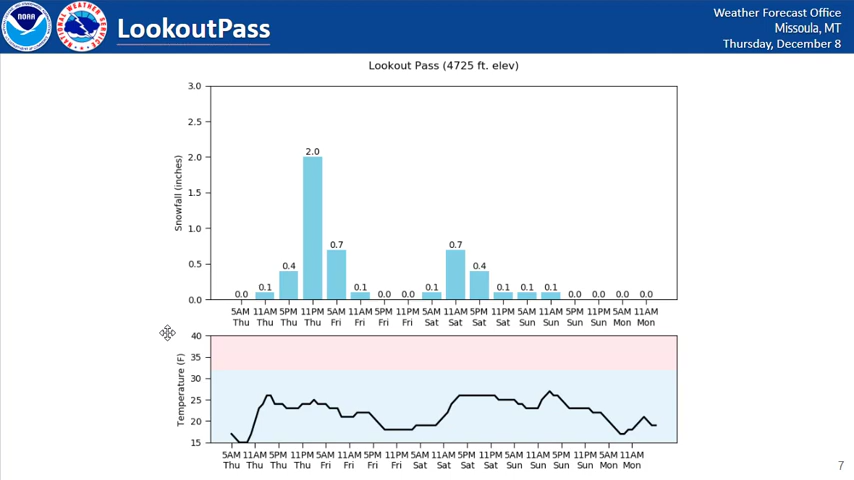 NOAA
NATIONAL WEATHER SERVICE
LookoutPass
Weather Forecast Office
Missoula, MT
Thursday, December 8
Lookout Pass (4725 ft. elev)
Snowfall (inches)
3.0
2.5
2.0
1.5
1.0
0.5
0.0
0.0 0.1 0.4 2.0 0.7 0.1 0.0 0.0 0.1 0.7 0.4 0.1 0.1 0.1 0.0 0.0 0.0 0.0
5AM 11AM 5PM 11PM 5AM 11AM 5PM 11PM 5AM 11AM 5PM 11PM 5AM 11AM 5PM 11PM 5AM 11AM
Thu Thu Thu Thu Fri Fri Fri Fri Sat Sat Sat Sat Sun Sun Sun Sun Mon Mon
Temperature (F)
40
35
30
25
20
15
5AM 11AM 5PM 11PM 5AM 11AM 5PM 11PM 5AM 11AM 5PM 11PM 5AM 11AM 5PM 11PM 5AM 11AM
Thu Thu Thu Thu Fri Fri Fri Fri Sat Sat Sat Sat Sun Sun Sun Sun Mon Mon
7